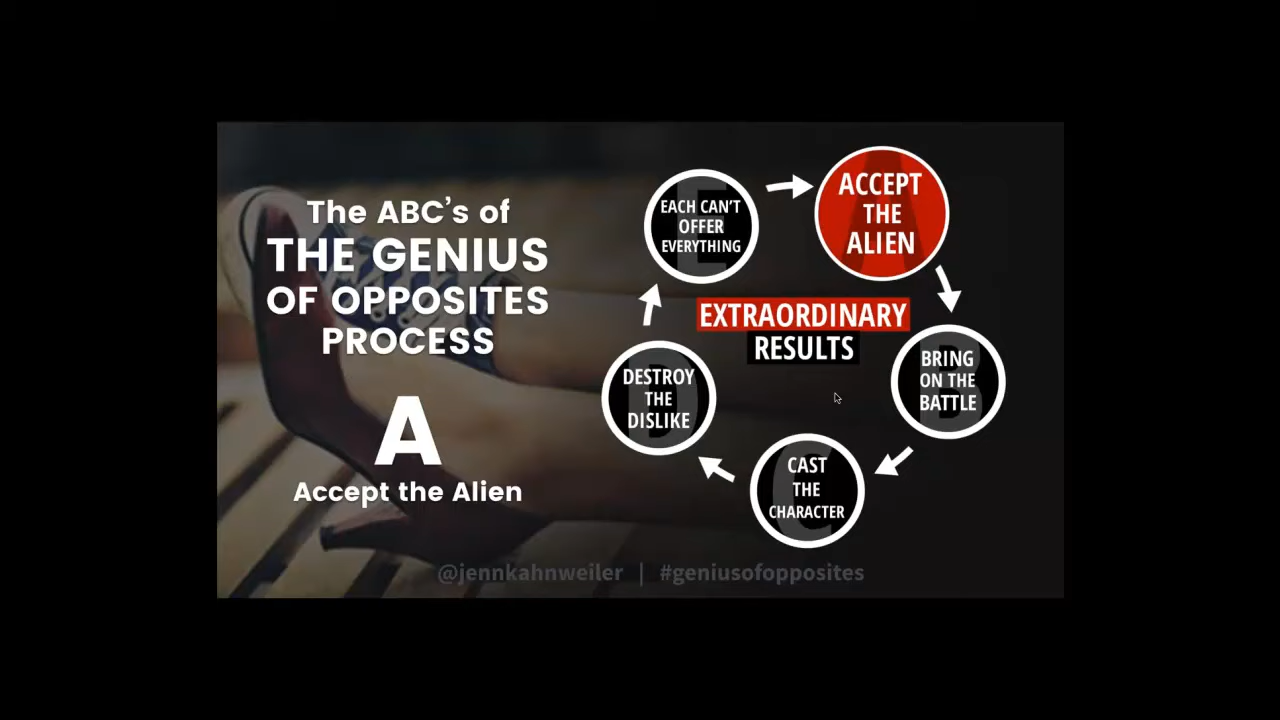 The ABC's of
THE GENIUS
OF OPPOSITES
PROCESS
A
Accept the Alien
EACH CAN'T
OFFER
EVERYTHING
ACCEPT
THE
ALIEN
EXTRAORDINARY
RESULTS
BRING
ON THE
BATTLE
DESTROY
THE
DISLIKE
CAST
THE
CHARACTER
@jennkahnweiler | #geniusofopposites